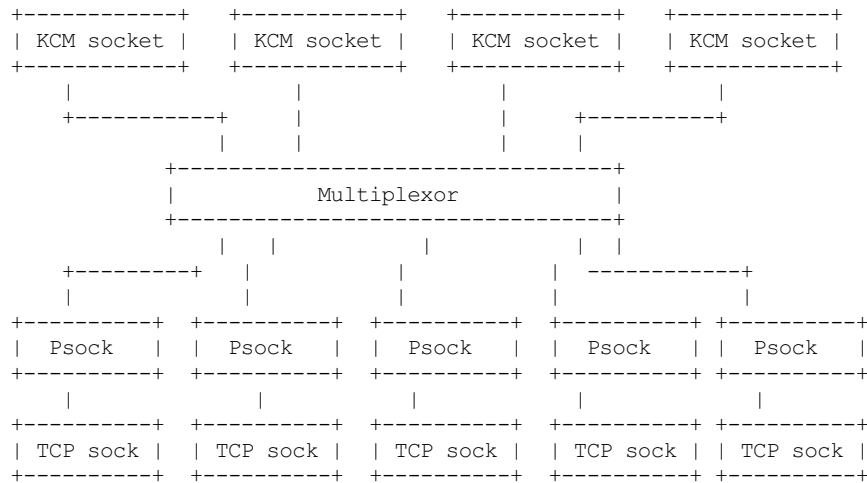 KCM socket KCM socket KCM socket KCM socket
Multiplexor
Psock Psock Psock Psock Psock
TCP sock TCP sock TCP sock TCP sock TCP sock